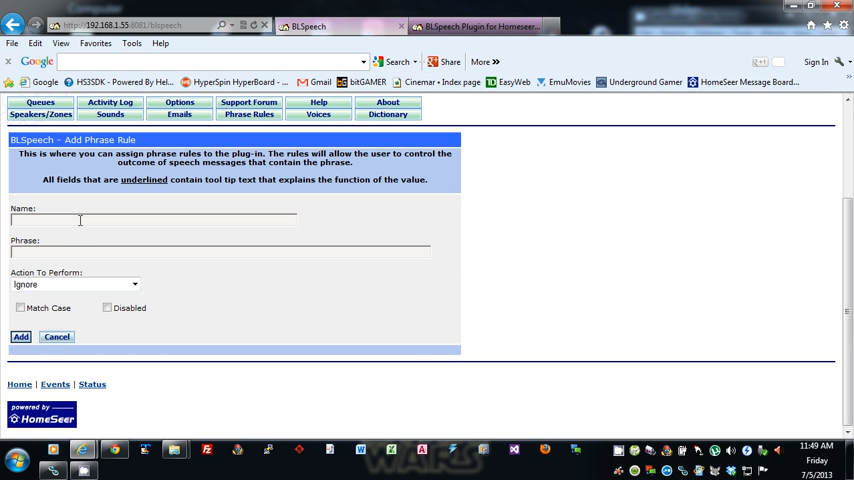 http://192.168.1.55:8081/blspeech
BLSpeech
BLSpeech Plugin for Homeseer...
File Edit View Favorites Tools Help
Google
Search
Share
More »
Sign In
Google
HS3SDK - Powered By Hel...
HyperSpin HyperBoard - ...
Gmail
bitGAMER
Cinemar • Index page
EasyWeb
EmuMovies
Underground Gamer
HomeSeer Message Board...
Queues Activity Log Options Support Forum Help About
Speakers/Zones Sounds Emails Phrase Rules Voices Dictionary
BLSpeech - Add Phrase Rule
This is where you can assign phrase rules to the plug-in. The rules will allow the user to control the
outcome of speech messages that contain the phrase.
All fields that are underlined contain tool tip text that explains the function of the value.
Name:
Phrase:
Action To Perform:
Ignore
Match Case Disabled
Add Cancel
Home | Events | Status
powered by
HomeSeer
WARS
11:49 AM
Friday
7/5/2013